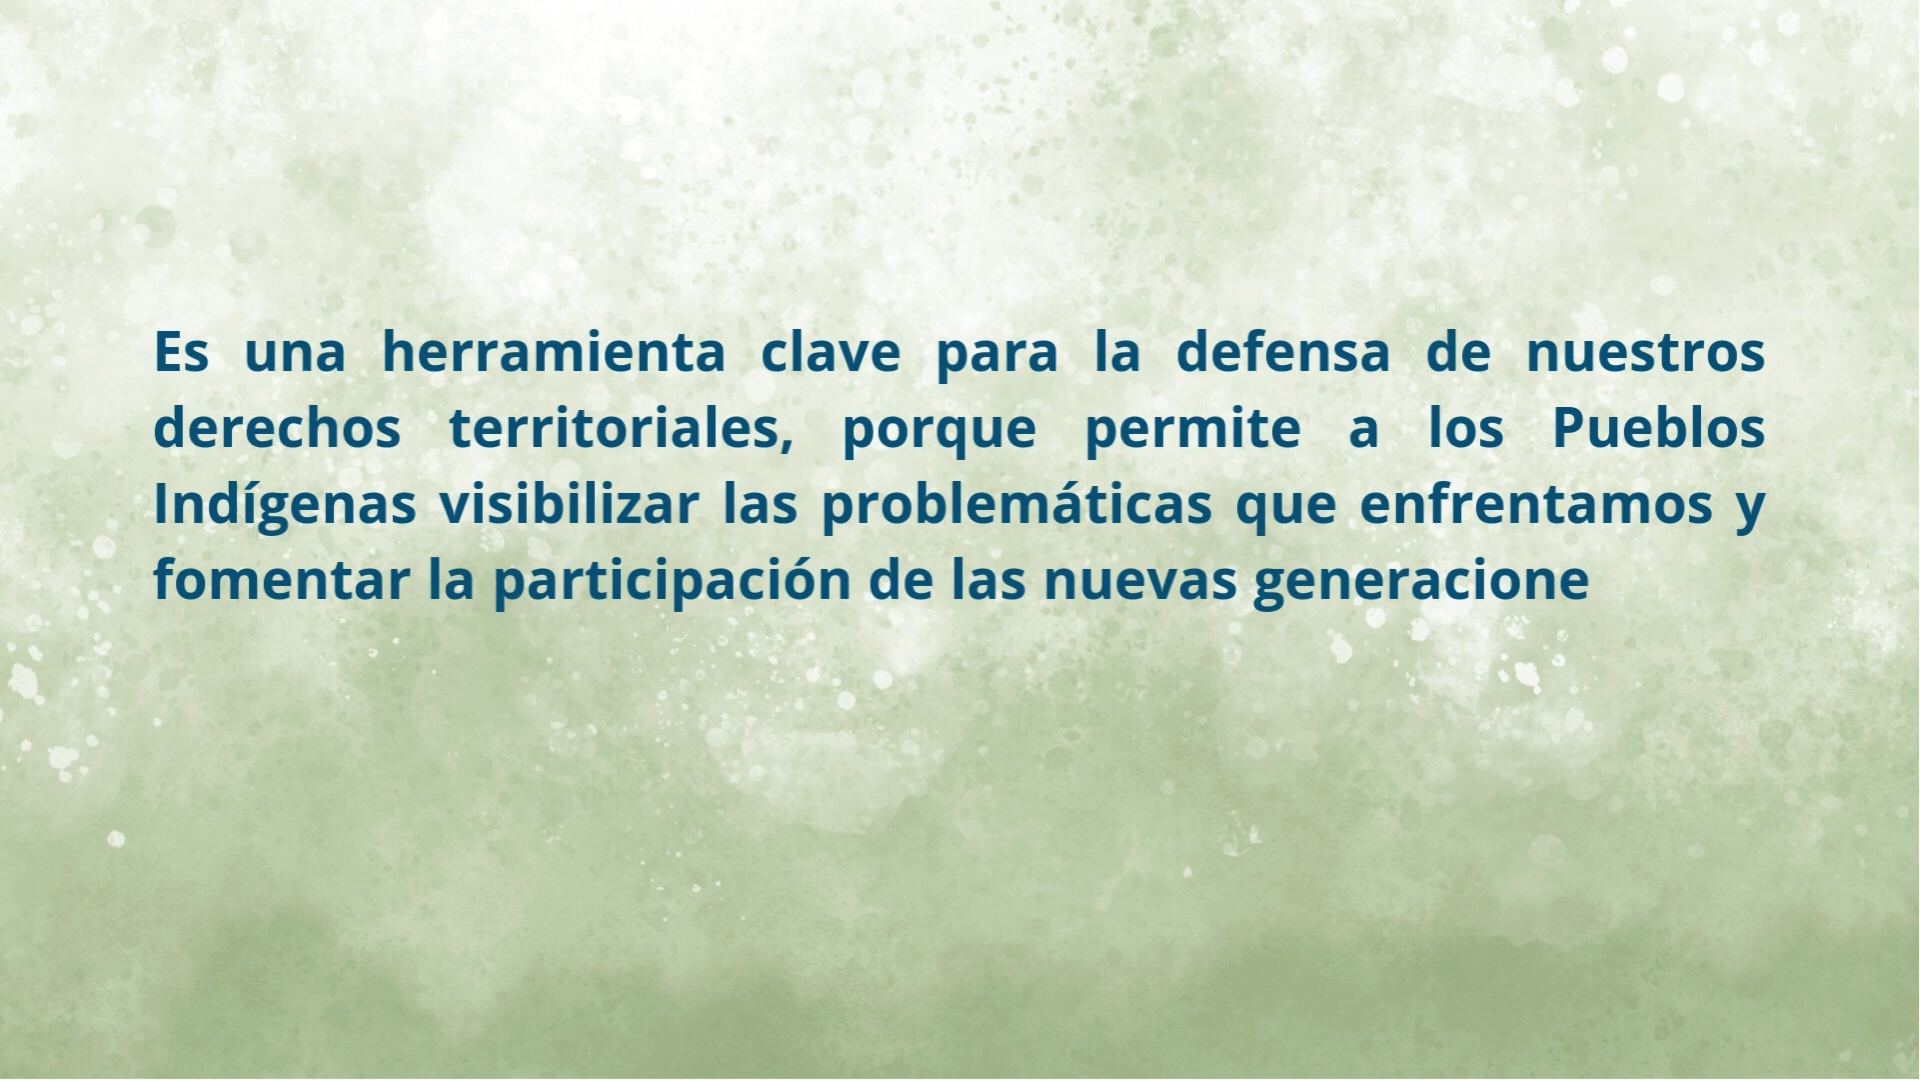 Es una herramienta clave para la defensa de nuestros
derechos territoriales, porque permite a los Pueblos
Indígenas visibilizar las problemáticas que enfrentamos y
fomentar la participación de las nuevas generacione